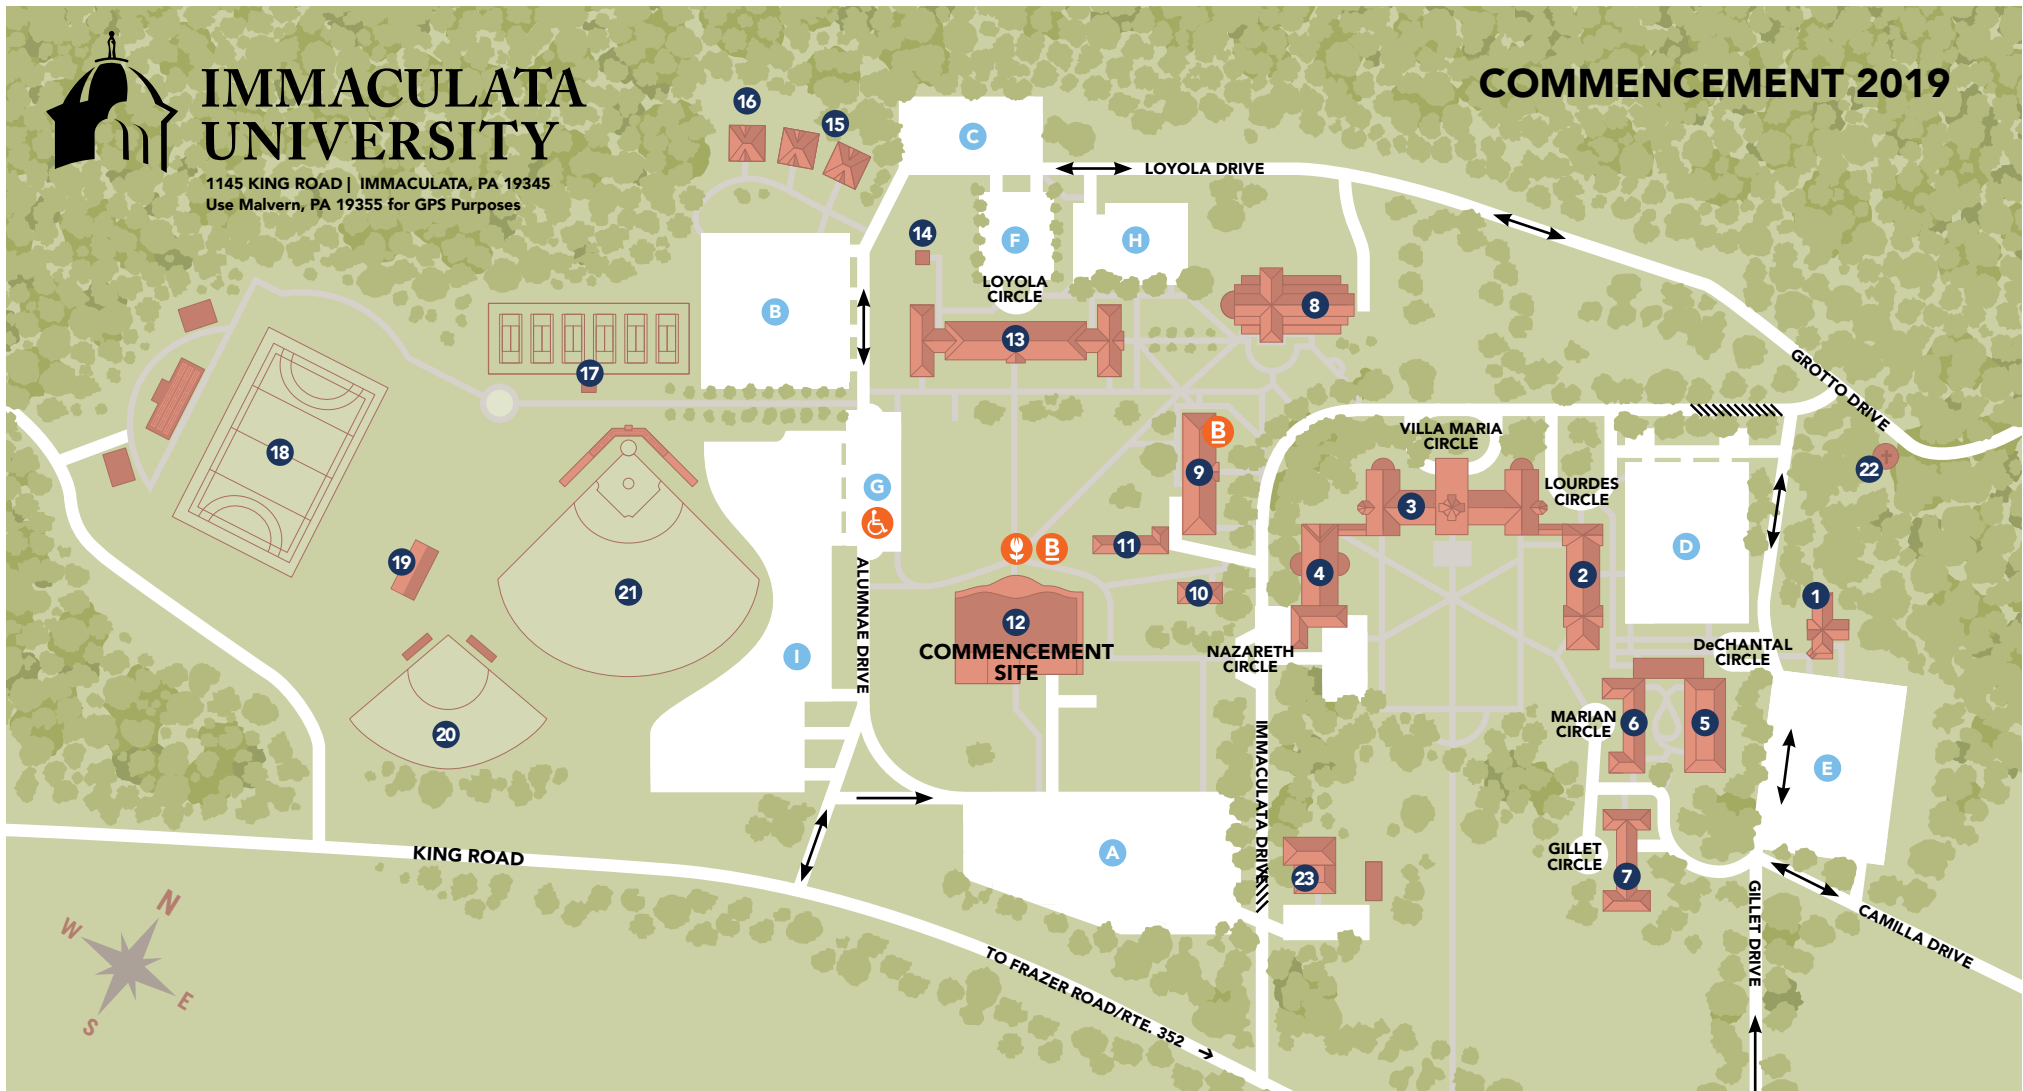 IMMACULATA
UNIVERSITY
1145 KING ROAD | IMMACULATA, PA 19345
Use Malvern, PA 19355 for GPS Purposes
COMMENCEMENT 2019
16
15
C
LOYOLA DRIVE
14
F
H
LOYOLA
CIRCLE
B
8
13
17
GROTTO DRIVE
18
VILLA MARIA
CIRCLE
B
9
22
G
LOURDES
CIRCLE
3
D
11
B
19
4
2
10
21
12
1
ALUMNAE DRIVE
COMMENCEMENT
SITE
I
NAZARETH
CIRCLE
DeCHANTAL
CIRCLE
20
MARIAN
CIRCLE
6
5
IMMACULATA DRIVE
E
KING ROAD
A
GILLET
CIRCLE
23
7
GILLET DRIVE
CAMILLA DRIVE
N
W
E
S
TO FRAZER ROAD/RTE. 352 →